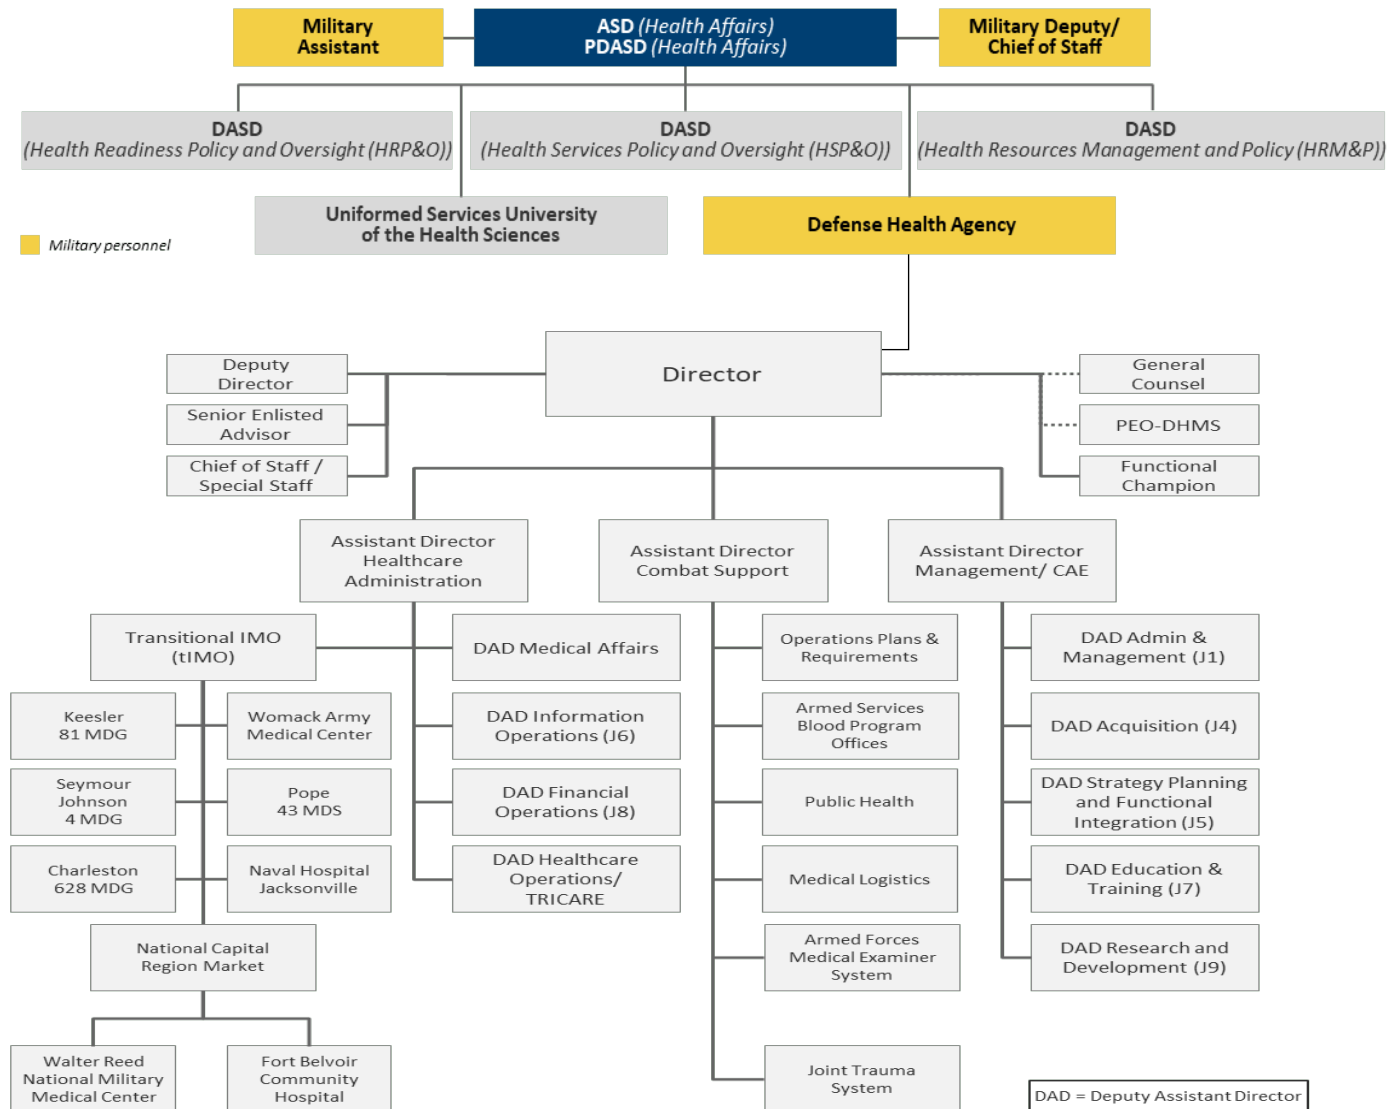 Military
Assistant
ASD (Health Affairs)
PDASD (Health Affairs)
Military Deputy/
Chief of Staff
DASD
(Health Readiness Policy and Oversight (HRP&O))
DASD
(Health Services Policy and Oversight (HSP&O))
DASD
(Health Resources Management and Policy (HRM&P))
Uniformed Services University
of the Health Sciences
Defense Health Agency
Military personnel
Director
Deputy
Director
Senior Enlisted
Advisor
Chief of Staff /
Special Staff
General
Counsel
PEO-DHMS
Functional
Champion
Assistant Director
Healthcare
Administration
Assistant Director
Combat Support
Assistant Director
Management/ CAE
Transitional IMO
(tIMO)
DAD Medical Affairs
Operations Plans &
Requirements
DAD Admin &
Management (J1)
Keesler
81 MDG
Womack Army
Medical Center
DAD Information
Operations (J6)
Armed Services
Blood Program
Offices
DAD Acquisition (J4)
Seymour
Johnson
4 MDG
Pope
43 MDS
DAD Financial
Operations (J8)
Public Health
DAD Strategy Planning
and Functional
Integration (J5)
Charleston
628 MDG
Naval Hospital
Jacksonville
DAD Healthcare
Operations/
TRICARE
Medical Logistics
DAD Education &
Training (J7)
National Capital
Region Market
Armed Forces
Medical Examiner
System
DAD Research and
Development (J9)
Walter Reed
National Military
Medical Center
Fort Belvoir
Community
Hospital
Joint Trauma
System
DAD = Deputy Assistant Director